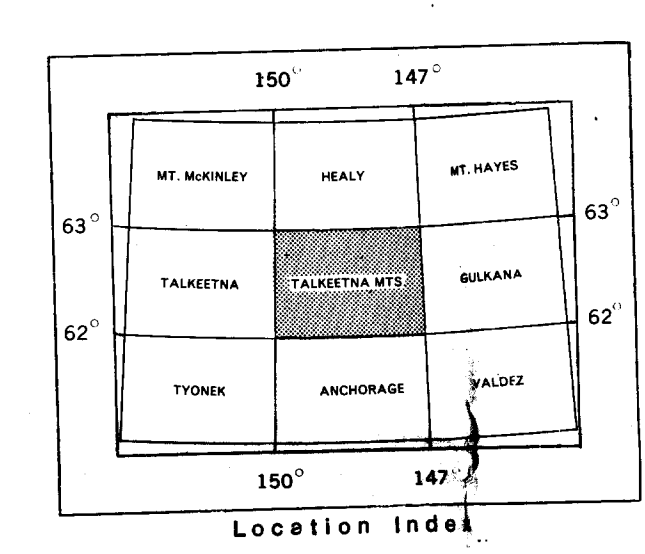 150° 147°
MT. McKINLEY HEALY MT. HAYES
63° 63°
TALKEETNA TALKEETNA MTS. GULKANA
62° 62°
TYONEK ANCHORAGE VALDEZ
150° 147°
Location Index